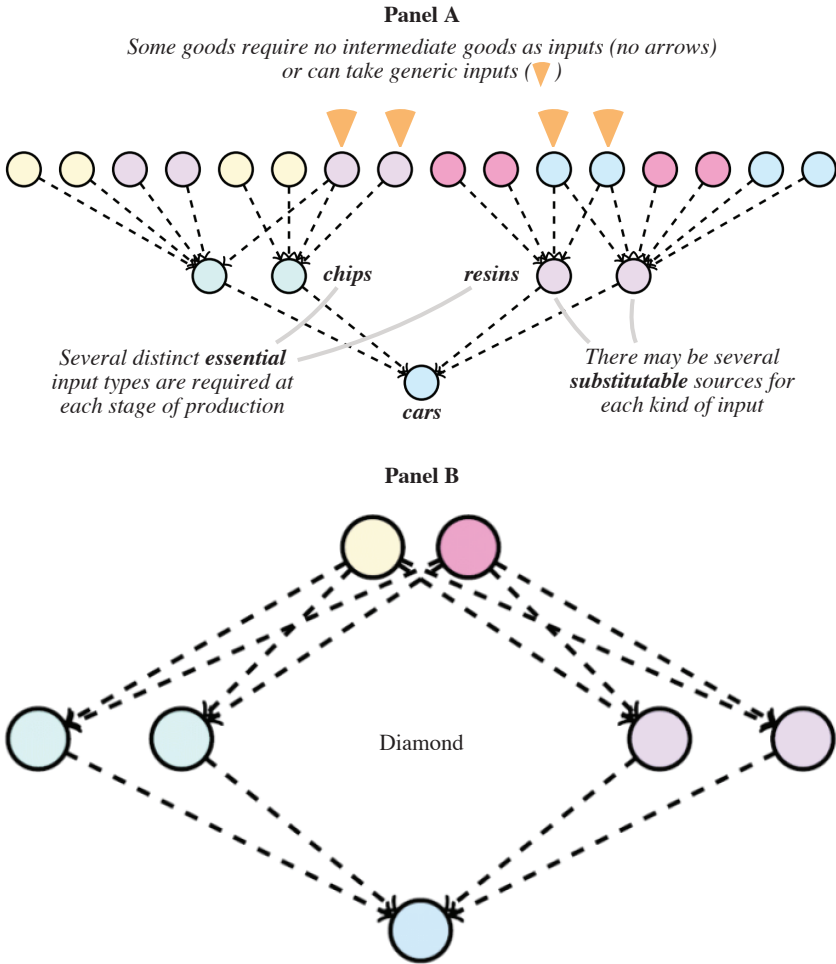 Panel A
Some goods require no intermediate goods as inputs (no arrows)
or can take generic inputs ( )
chips
resins
Several distinct essential
input types are required at
each stage of production
There may be several
substitutable sources for
each kind of input
cars
Panel B
Diamond